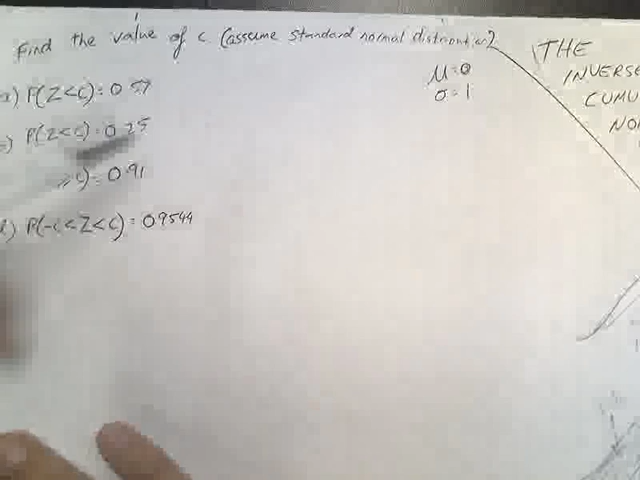 Find the value of c (assume standard normal distribution)
μ=0
σ=1
a) P(Z<c)=0.57
P(Z<c)=0.25
c)=0.91
d) P(-c<Z<c)=0.9544
THE
INVERSE
CUMU
NO